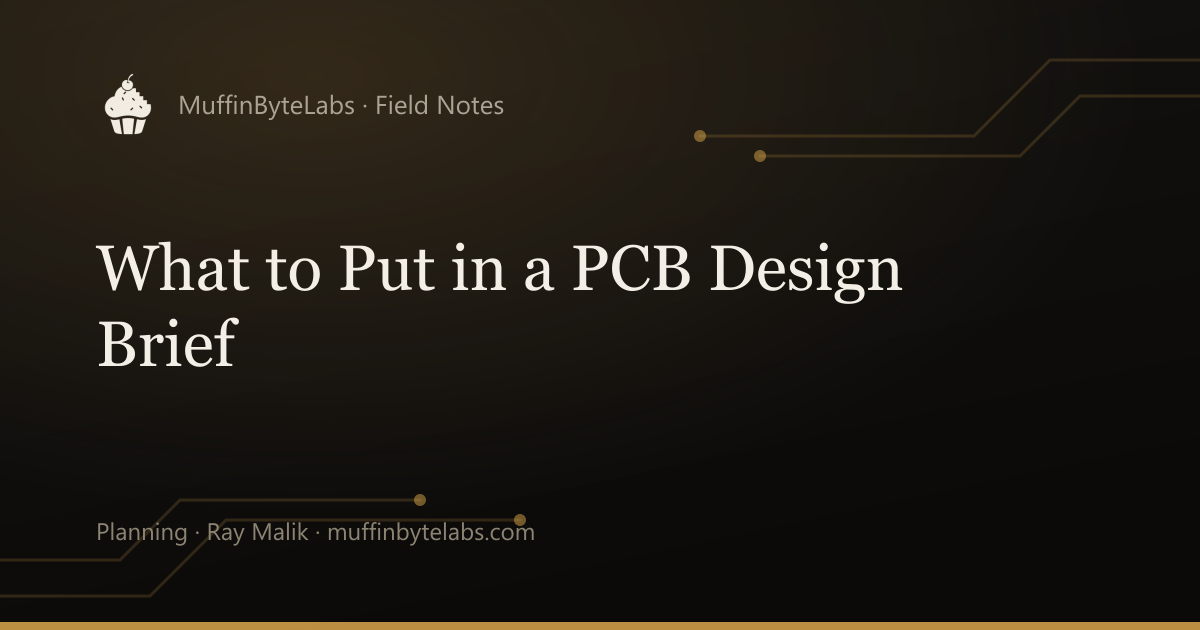 MuffinByteLabs · Field Notes
What to Put in a PCB Design
Brief
Planning · Ray Malik · muffinbytelabs.com